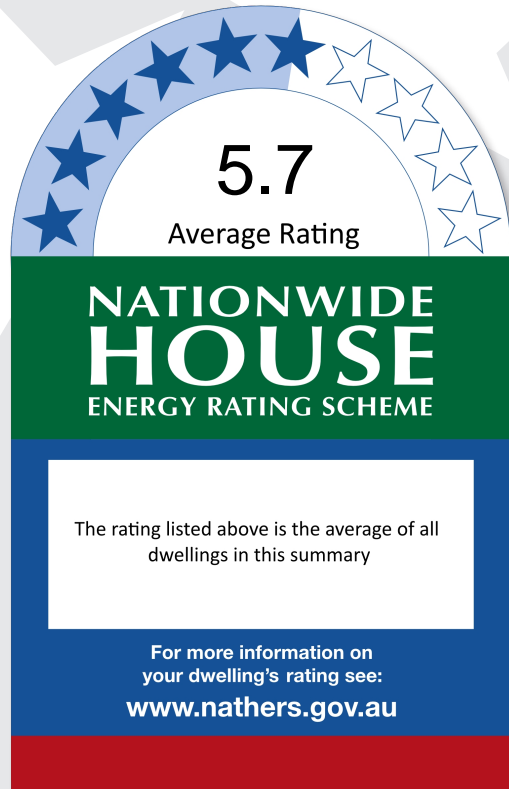 5.7
Average Rating
NATIONWIDE
HOUSE
ENERGY RATING SCHEME
The rating listed above is the average of all
dwellings in this summary
For more information on
your dwelling’s rating see:
www.nathers.gov.au